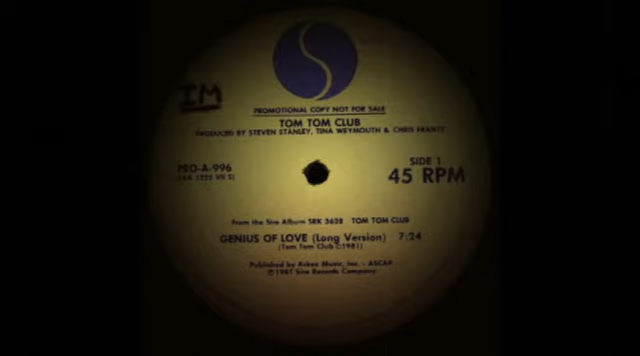 IM
PROMOTIONAL COPY NOT FOR SALE
TOM TOM CLUB
PRODUCED BY STEVEN STANLEY, TINA WEYMOUTH & CHRIS FRANTZ
PRO-A-996
SIDE 1
45 RPM
From the Sire Album SRK 3628 TOM TOM CLUB
GENIUS OF LOVE (Long Version) 7:24
(Tom Tom Club ©1981)
Published by Music, Inc. - ASCAP
℗1981 Sire Records Company